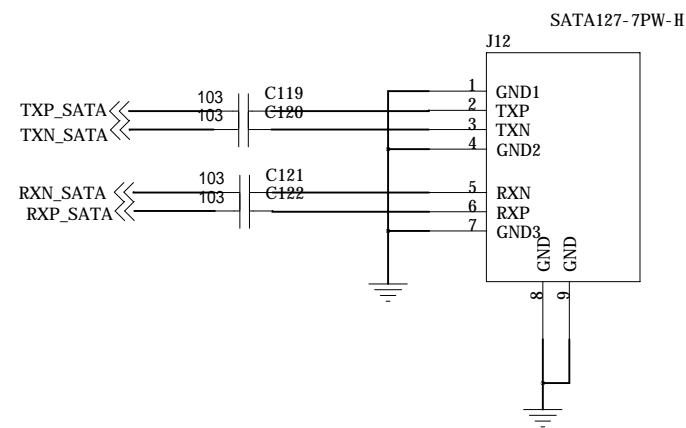 SATA127-7PW-H
J12
103 C119
TXP_SATA
103 C120
TXN_SATA
1 GND1
2 TXP
3 TXN
4 GND2
103 C121
RXN_SATA
103 C122
RXP_SATA
5 RXN
6 RXP
7 GND3
GND
GND
8
9